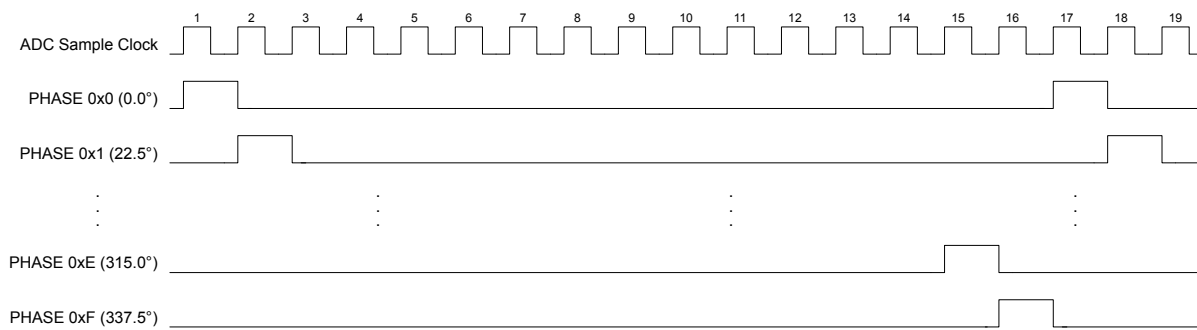 1 2 3 4 5 6 7 8 9 10 11 12 13 14 15 16 17 18 19
ADC Sample Clock
PHASE 0x0 (0.0°)
PHASE 0x1 (22.5°)
PHASE 0xE (315.0°)
PHASE 0xF (337.5°)